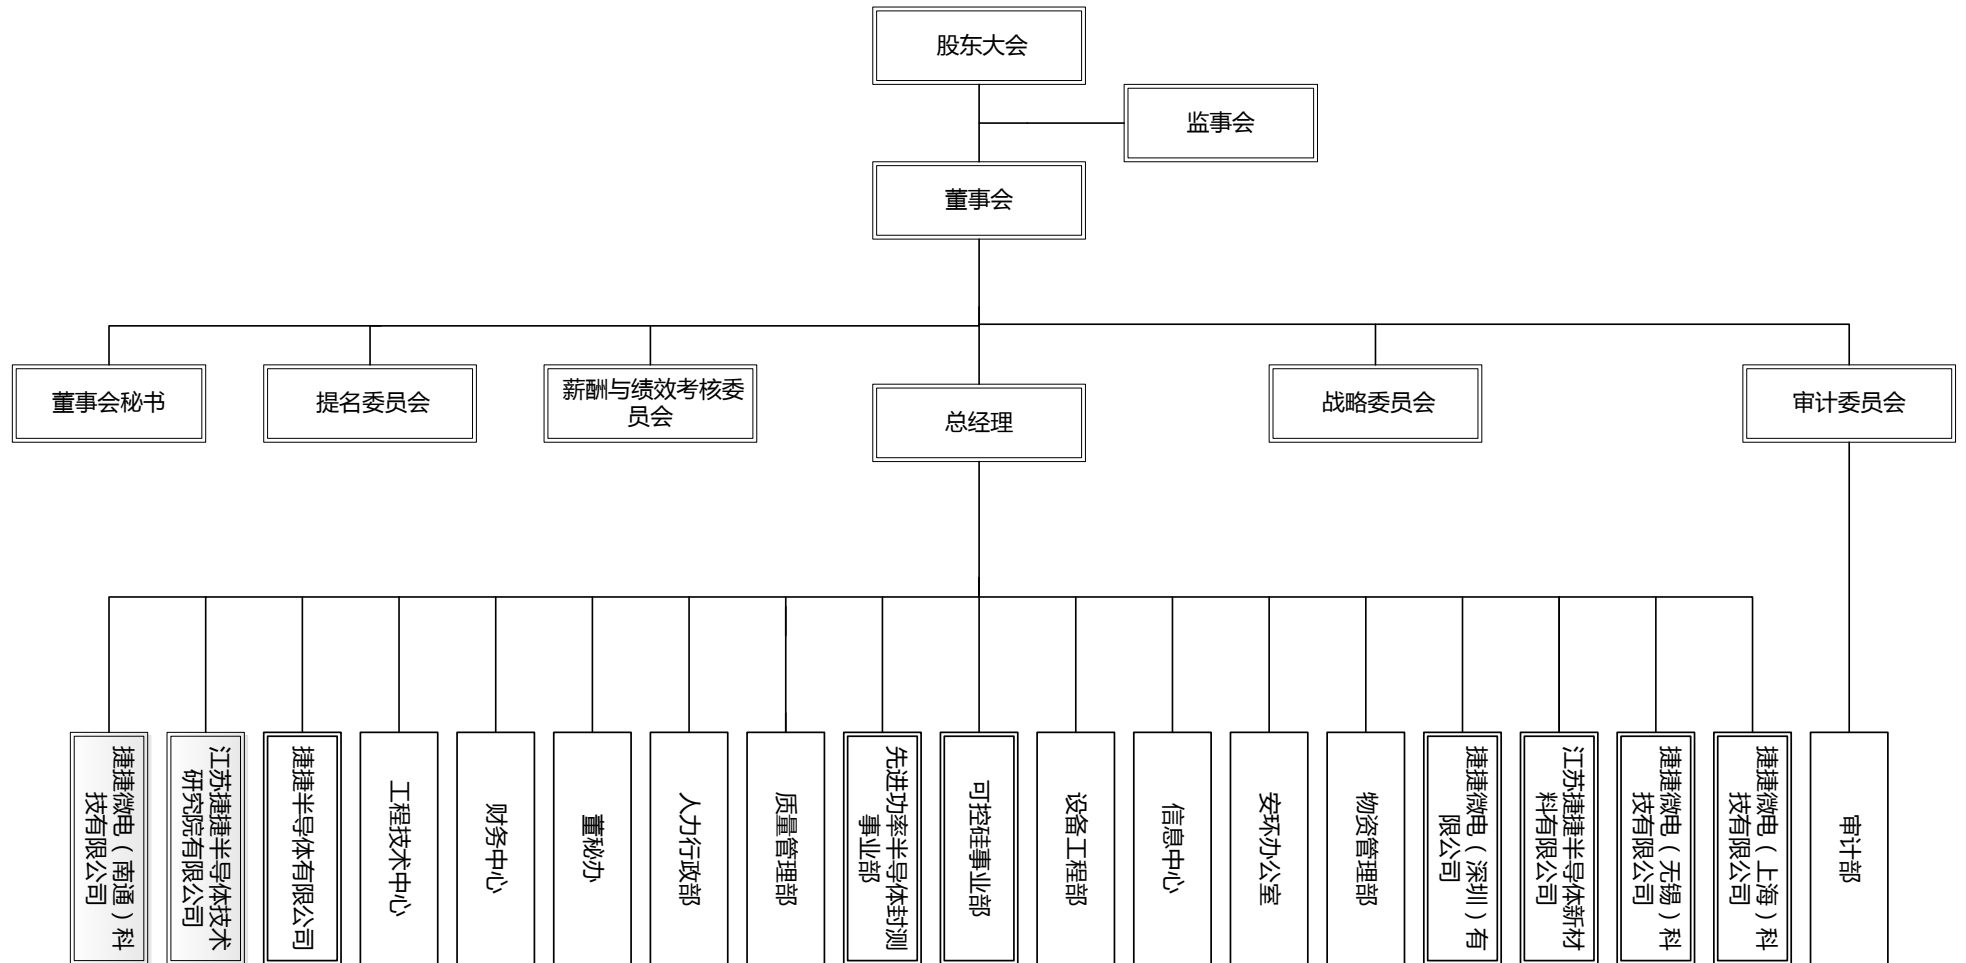 股东大会
监事会
董事会
董事会秘书
提名委员会
薪酬与绩效考核委
员会
总经理
战略委员会
审计委员会
捷捷微电（南通）科
技有限公司
江苏捷捷半导体技术
研究院有限公司
捷捷半导体有限公司
工程技术中心
财务中心
董秘办
人力行政部
质量管理部
先进功率半导体封测
事业部
可控硅事业部
设备工程部
信息中心
安环办公室
物资管理部
捷捷微电（深圳）有
限公司
江苏捷捷半导体新材
料有限公司
捷捷微电（无锡）科
技有限公司
捷捷微电（上海）科
技有限公司
审计部